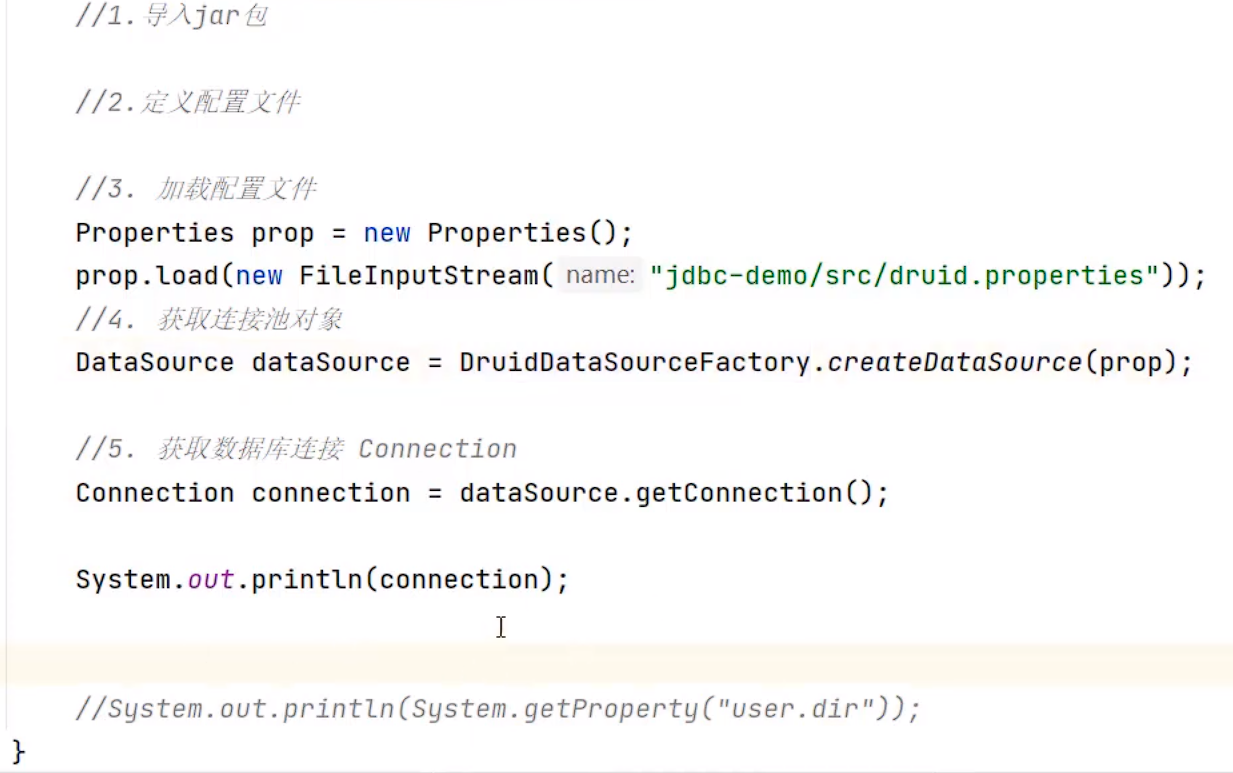 //1.导入jar包
//2.定义配置文件
//3. 加载配置文件
Properties prop = new Properties();
prop.load(new FileInputStream( name: "jdbc-demo/src/druid.properties"));
//4. 获取连接池对象
DataSource dataSource = DruidDataSourceFactory.createDataSource(prop);
//5. 获取数据库连接 Connection
Connection connection = dataSource.getConnection();
System.out.println(connection);
//System.out.println(System.getProperty("user.dir"));
}